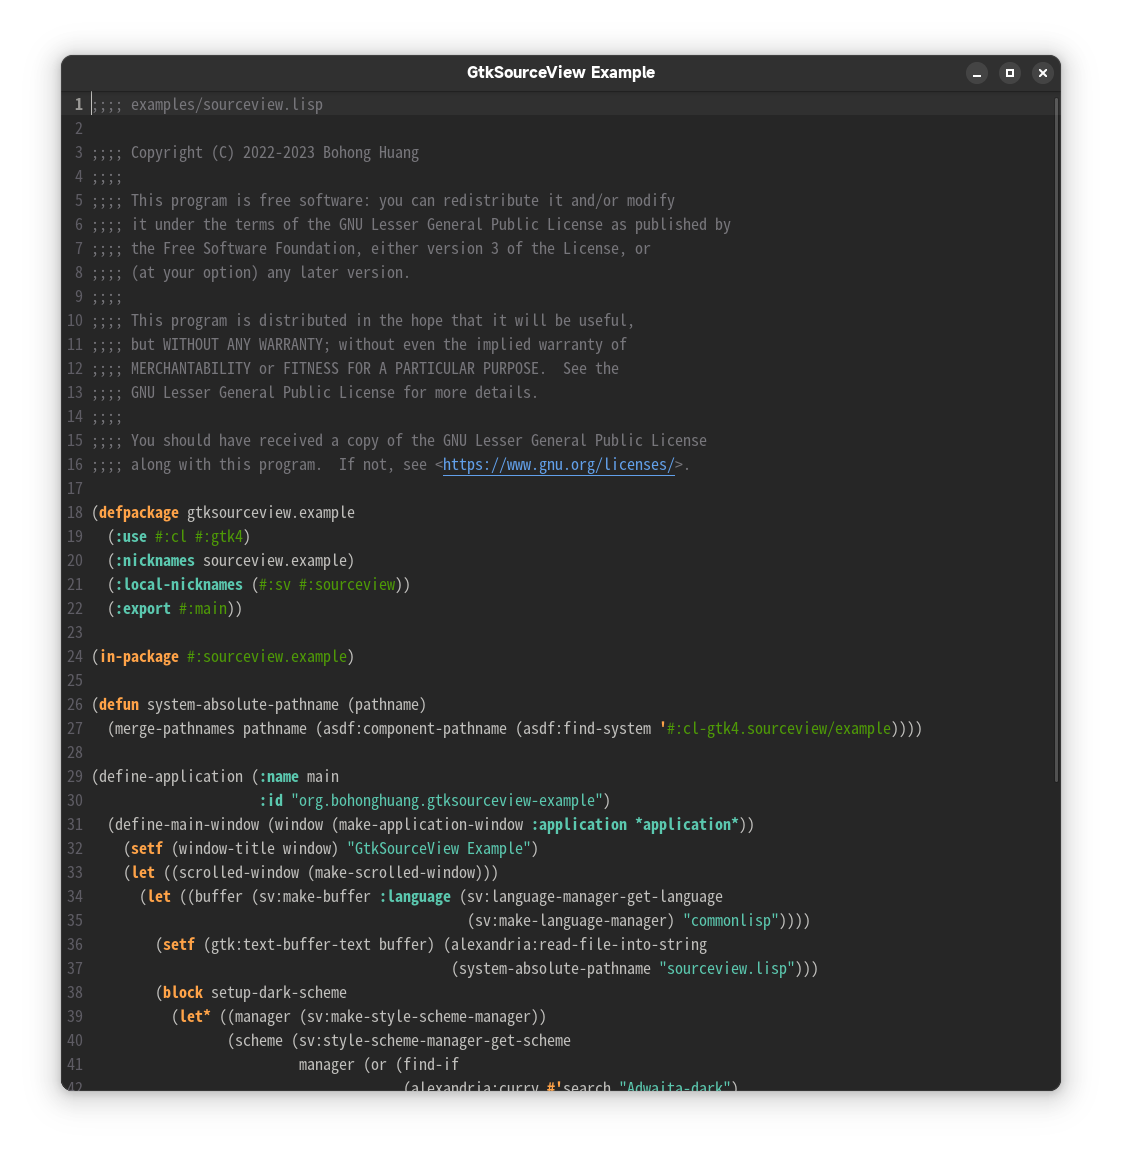 GtkSourceView Example
1 ;;;; examples/sourceview.lisp
2
3 ;;;; Copyright (C) 2022-2023 Bohong Huang
4 ;;;;
5 ;;;; This program is free software: you can redistribute it and/or modify
6 ;;;; it under the terms of the GNU Lesser General Public License as published by
7 ;;;; the Free Software Foundation, either version 3 of the License, or
8 ;;;; (at your option) any later version.
9 ;;;;
10 ;;;; This program is distributed in the hope that it will be useful,
11 ;;;; but WITHOUT ANY WARRANTY; without even the implied warranty of
12 ;;;; MERCHANTABILITY or FITNESS FOR A PARTICULAR PURPOSE.  See the
13 ;;;; GNU Lesser General Public License for more details.
14 ;;;;
15 ;;;; You should have received a copy of the GNU Lesser General Public License
16 ;;;; along with this program.  If not, see <https://www.gnu.org/licenses/>.
17
18 (defpackage gtksourceview.example
19   (:use #:cl #:gtk4)
20   (:nicknames sourceview.example)
21   (:local-nicknames (#:sv #:sourceview))
22   (:export #:main))
23
24 (in-package #:sourceview.example)
25
26 (defun system-absolute-pathname (pathname)
27   (merge-pathnames pathname (asdf:component-pathname (asdf:find-system '#:cl-gtk4.sourceview/example))))
28
29 (define-application (:name main
30                      :id "org.bohonghuang.gtksourceview-example")
31   (define-main-window (window (make-application-window :application *application*))
32     (setf (window-title window) "GtkSourceView Example")
33     (let ((scrolled-window (make-scrolled-window)))
34       (let ((buffer (sv:make-buffer :language (sv:language-manager-get-language
35                                                (sv:make-language-manager) "commonlisp"))))
36         (setf (gtk:text-buffer-text buffer) (alexandria:read-file-into-string
37                                              (system-absolute-pathname "sourceview.lisp")))
38         (block setup-dark-scheme
39           (let* ((manager (sv:make-style-scheme-manager))
40                  (scheme (sv:style-scheme-manager-get-scheme
41                           manager (or (find-if
42                                        (alexandria:curry #'search "Adwaita-dark")